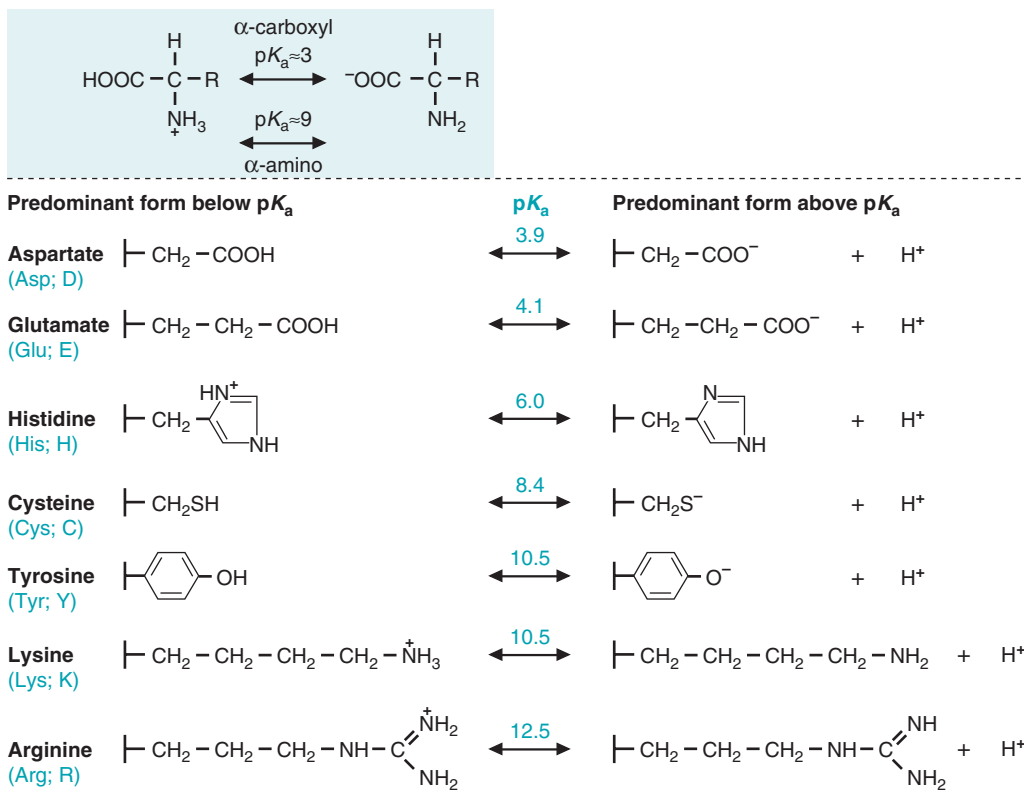 α-carboxyl
H H
pKa≈3
HOOC–C–R ⁻OOC–C–R
NH3 pKa≈9 NH2
+
α-amino
Predominant form below pKa pKa Predominant form above pKa
3.9
Aspartate CH2–COOH CH2–COO⁻ + H⁺
(Asp; D)
4.1
Glutamate CH2–CH2–COOH CH2–CH2–COO⁻ + H⁺
(Glu; E)
HN⁺ N
6.0
Histidine CH2 CH2 + H⁺
(His; H) NH NH
8.4
Cysteine CH2SH CH2S⁻ + H⁺
(Cys; C)
10.5
Tyrosine OH O⁻ + H⁺
(Tyr; Y)
10.5
Lysine CH2–CH2–CH2–CH2–N⁺H3 CH2–CH2–CH2–CH2–NH2 + H⁺
(Lys; K)
N⁺H2 NH
12.5
Arginine CH2–CH2–CH2–NH–C CH2–CH2–CH2–NH–C + H⁺
(Arg; R) NH2 NH2